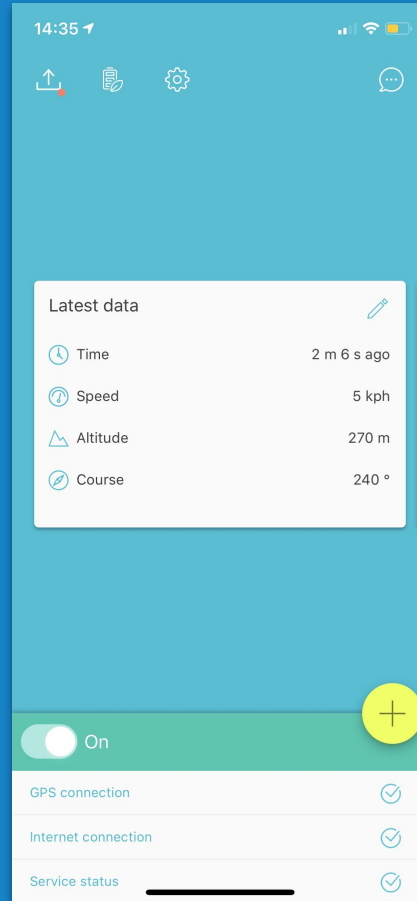 14:35
Latest data
Time 2 m 6 s ago
Speed 5 kph
Altitude 270 m
Course 240 °
On
GPS connection
Internet connection
Service status